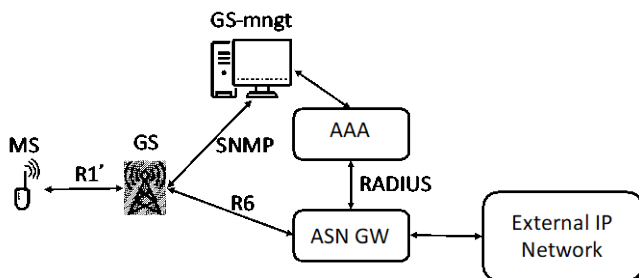 GS-mngt
AAA
MS
GS
SNMP
R1’
RADIUS
R6
ASN GW
External IP
Network